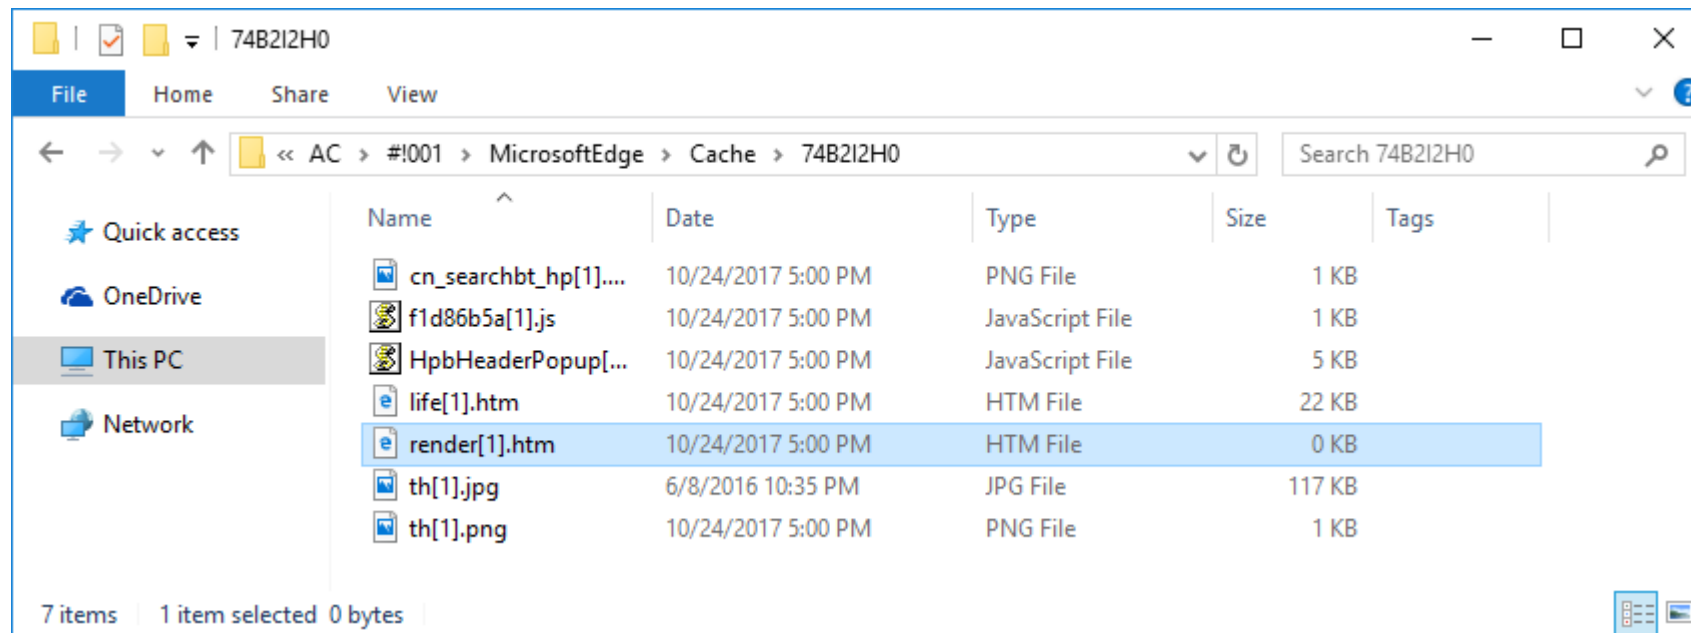 74B2I2H0
File Home Share View
« AC > #!001 > MicrosoftEdge > Cache > 74B2I2H0 Search 74B2I2H0
Quick access
OneDrive
This PC
Network
Name Date Type Size Tags
cn_searchbt_hp[1].... 10/24/2017 5:00 PM PNG File 1 KB
f1d86b5a[1].js 10/24/2017 5:00 PM JavaScript File 1 KB
HpbHeaderPopup[... 10/24/2017 5:00 PM JavaScript File 5 KB
life[1].htm 10/24/2017 5:00 PM HTM File 22 KB
render[1].htm 10/24/2017 5:00 PM HTM File 0 KB
th[1].jpg 6/8/2016 10:35 PM JPG File 117 KB
th[1].png 10/24/2017 5:00 PM PNG File 1 KB
7 items 1 item selected 0 bytes